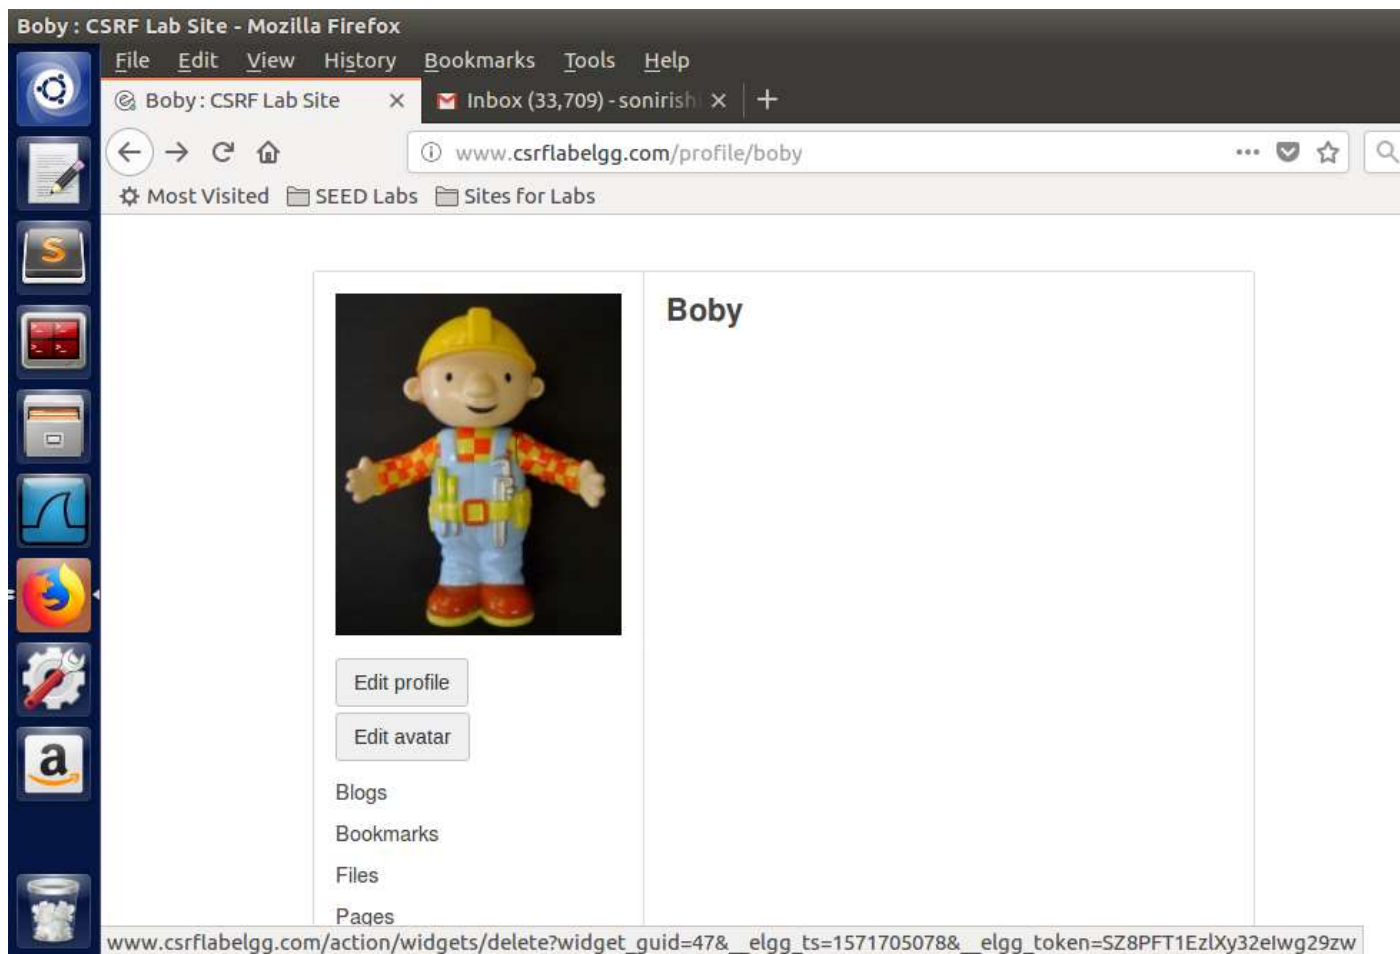 Boby : CSRF Lab Site - Mozilla Firefox
File Edit View History Bookmarks Tools Help
Boby : CSRF Lab Site
Inbox (33,709) - sonirish
www.csrflabelgg.com/profile/boby
Most Visited SEED Labs Sites for Labs
Boby
Edit profile
Edit avatar
Blogs
Bookmarks
Files
Pages
www.csrflabelgg.com/action/widgets/delete?widget_guid=47&__elgg_ts=1571705078&__elgg_token=SZ8PFT1EzlXy32eIwg29zw